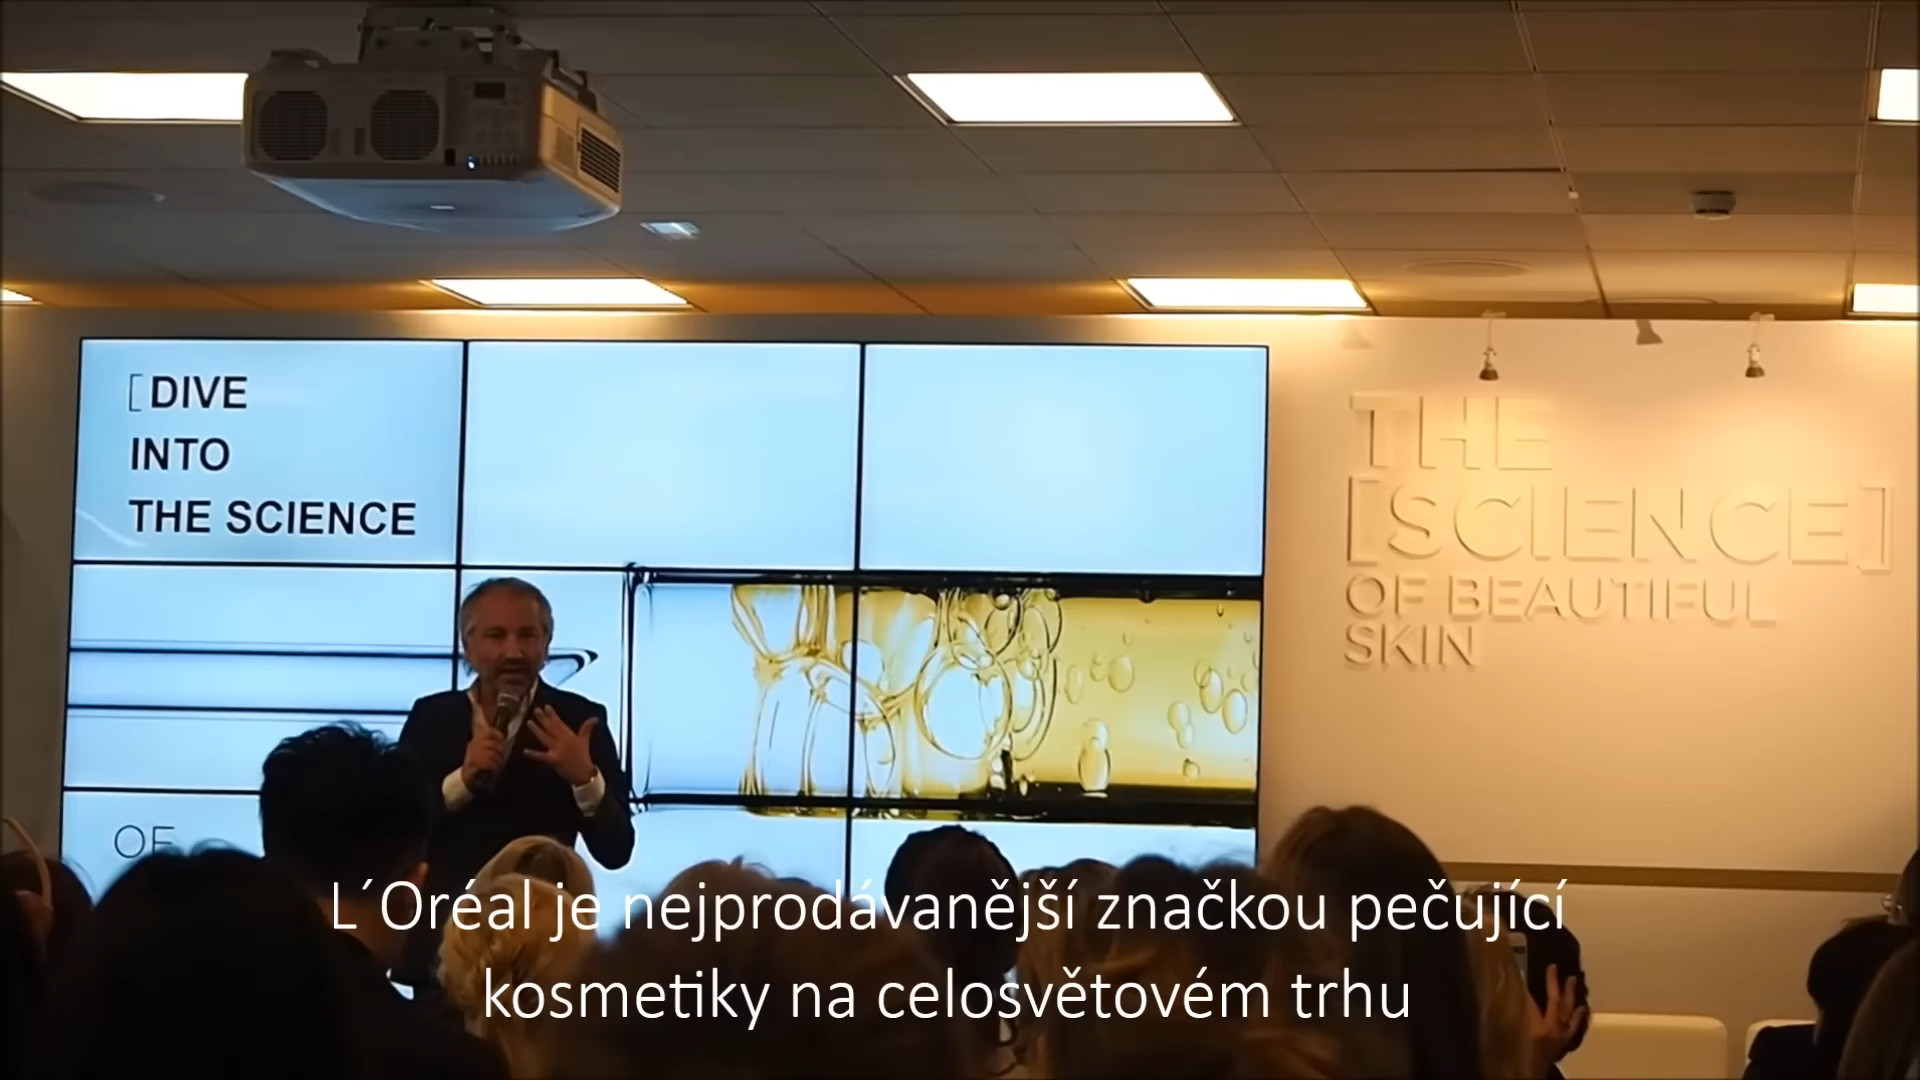 [DIVE
INTO
THE SCIENCE
OF
THE
[SCIENCE]
OF BEAUTIFUL
SKIN
L´Oréal je nejprodávanější značkou pečující
kosmetiky na celosvětovém trhu